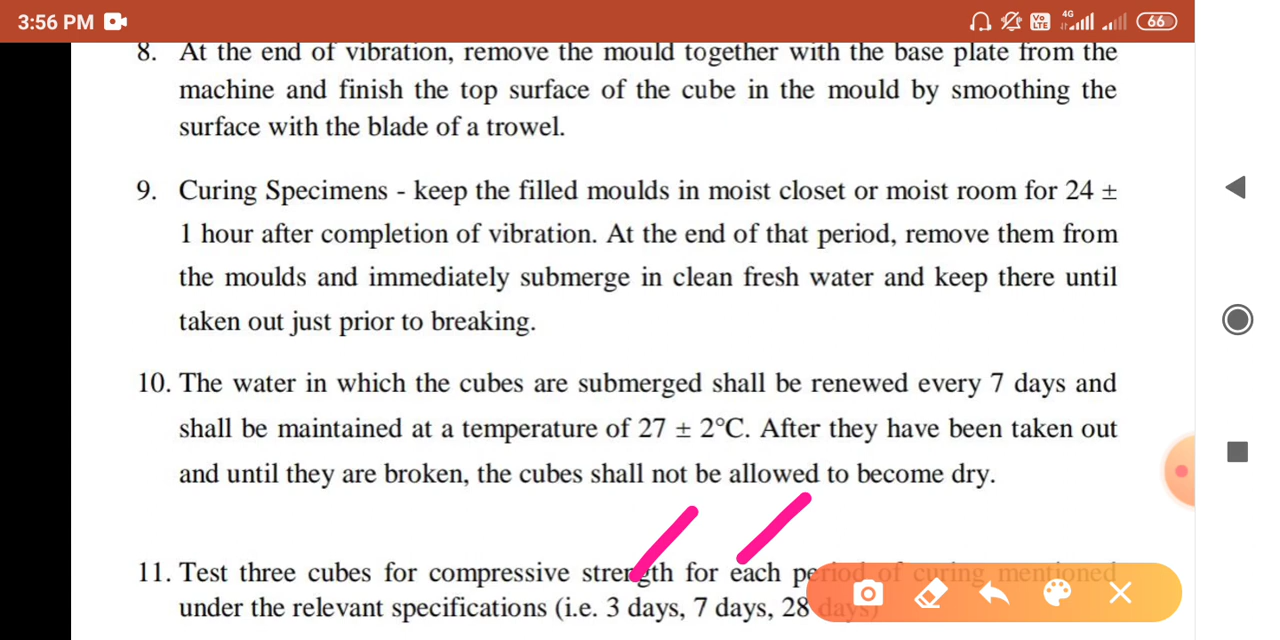 3:56 PM
Vo LTE
4G
66
8. At the end of vibration, remove the mould together with the base plate from the
machine and finish the top surface of the cube in the mould by smoothing the
surface with the blade of a trowel.
9. Curing Specimens - keep the filled moulds in moist closet or moist room for 24 ±
1 hour after completion of vibration. At the end of that period, remove them from
the moulds and immediately submerge in clean fresh water and keep there until
taken out just prior to breaking.
10. The water in which the cubes are submerged shall be renewed every 7 days and
shall be maintained at a temperature of 27 ± 2°C. After they have been taken out
and until they are broken, the cubes shall not be allowed to become dry.
11. Test three cubes for compressive strength for each period of curing mentioned
under the relevant specifications (i.e. 3 days, 7 days, 28 days)